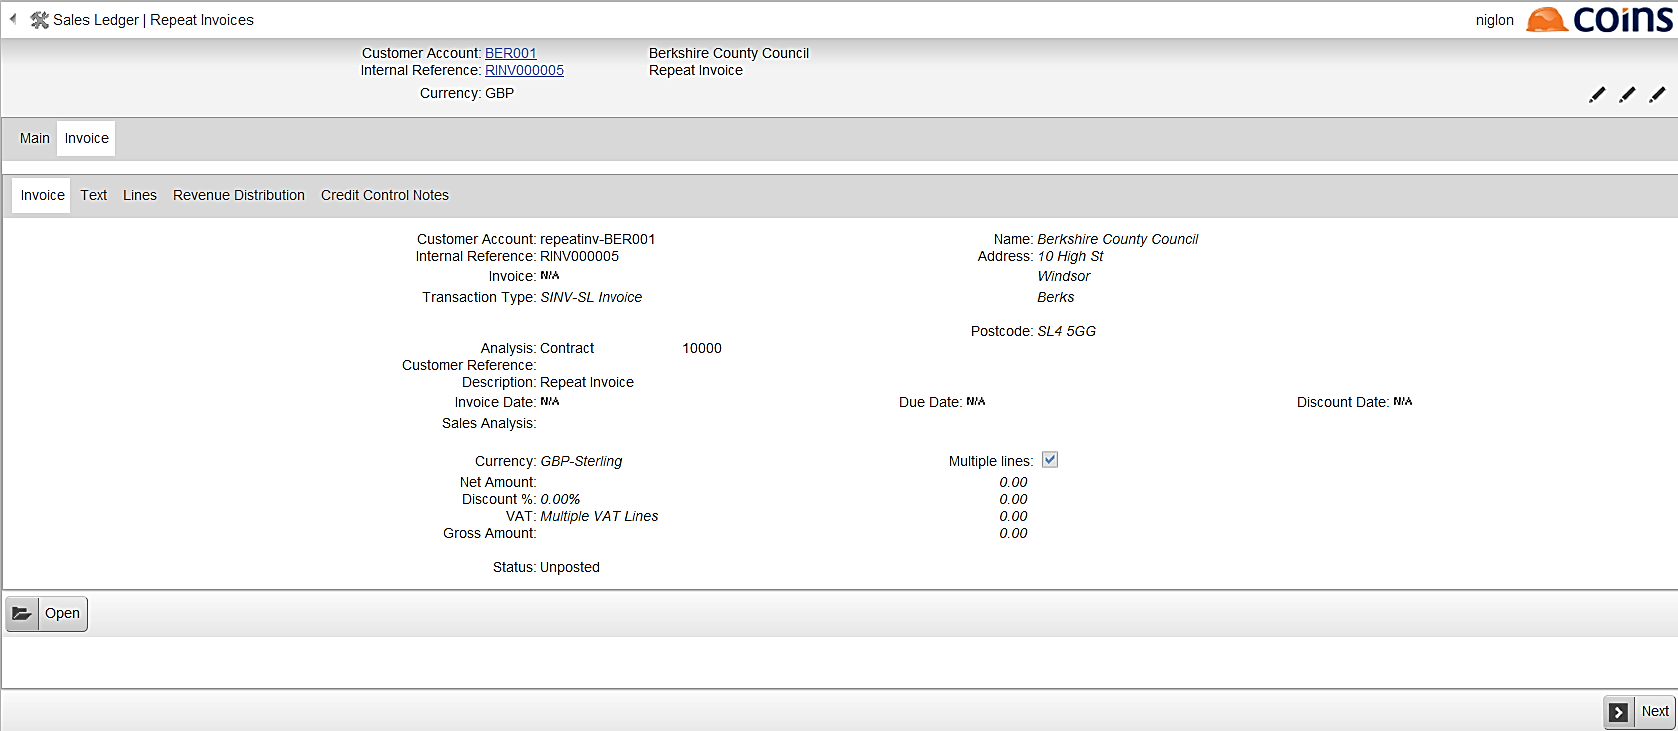 Sales Ledger | Repeat Invoices
niglon
coins
Customer Account: BER001 Berkshire County Council
Internal Reference: RINV000005 Repeat Invoice
Currency: GBP
Main Invoice
Invoice Text Lines Revenue Distribution Credit Control Notes
Customer Account: repeatinv-BER001 Name: Berkshire County Council
Internal Reference: RINV000005 Address: 10 High St
Invoice: N/A Windsor
Transaction Type: SINV-SL Invoice Berks
Postcode: SL4 5GG
Analysis: Contract 10000
Customer Reference:
Description: Repeat Invoice
Invoice Date: N/A Due Date: N/A Discount Date: N/A
Sales Analysis:
Currency: GBP-Sterling Multiple lines:
Net Amount: 0.00
Discount %: 0.00% 0.00
VAT: Multiple VAT Lines 0.00
Gross Amount: 0.00
Status: Unposted
Open
Next